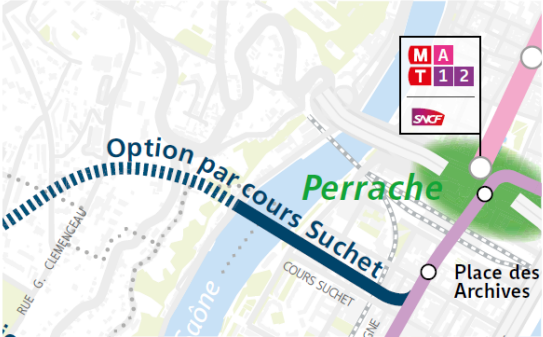 M A
T 1 2
SNCF
Option par cours Suchet
Perrache
RUE G. CLEMENCEAU
COURS SUCHET
Place des
Archives
Saône